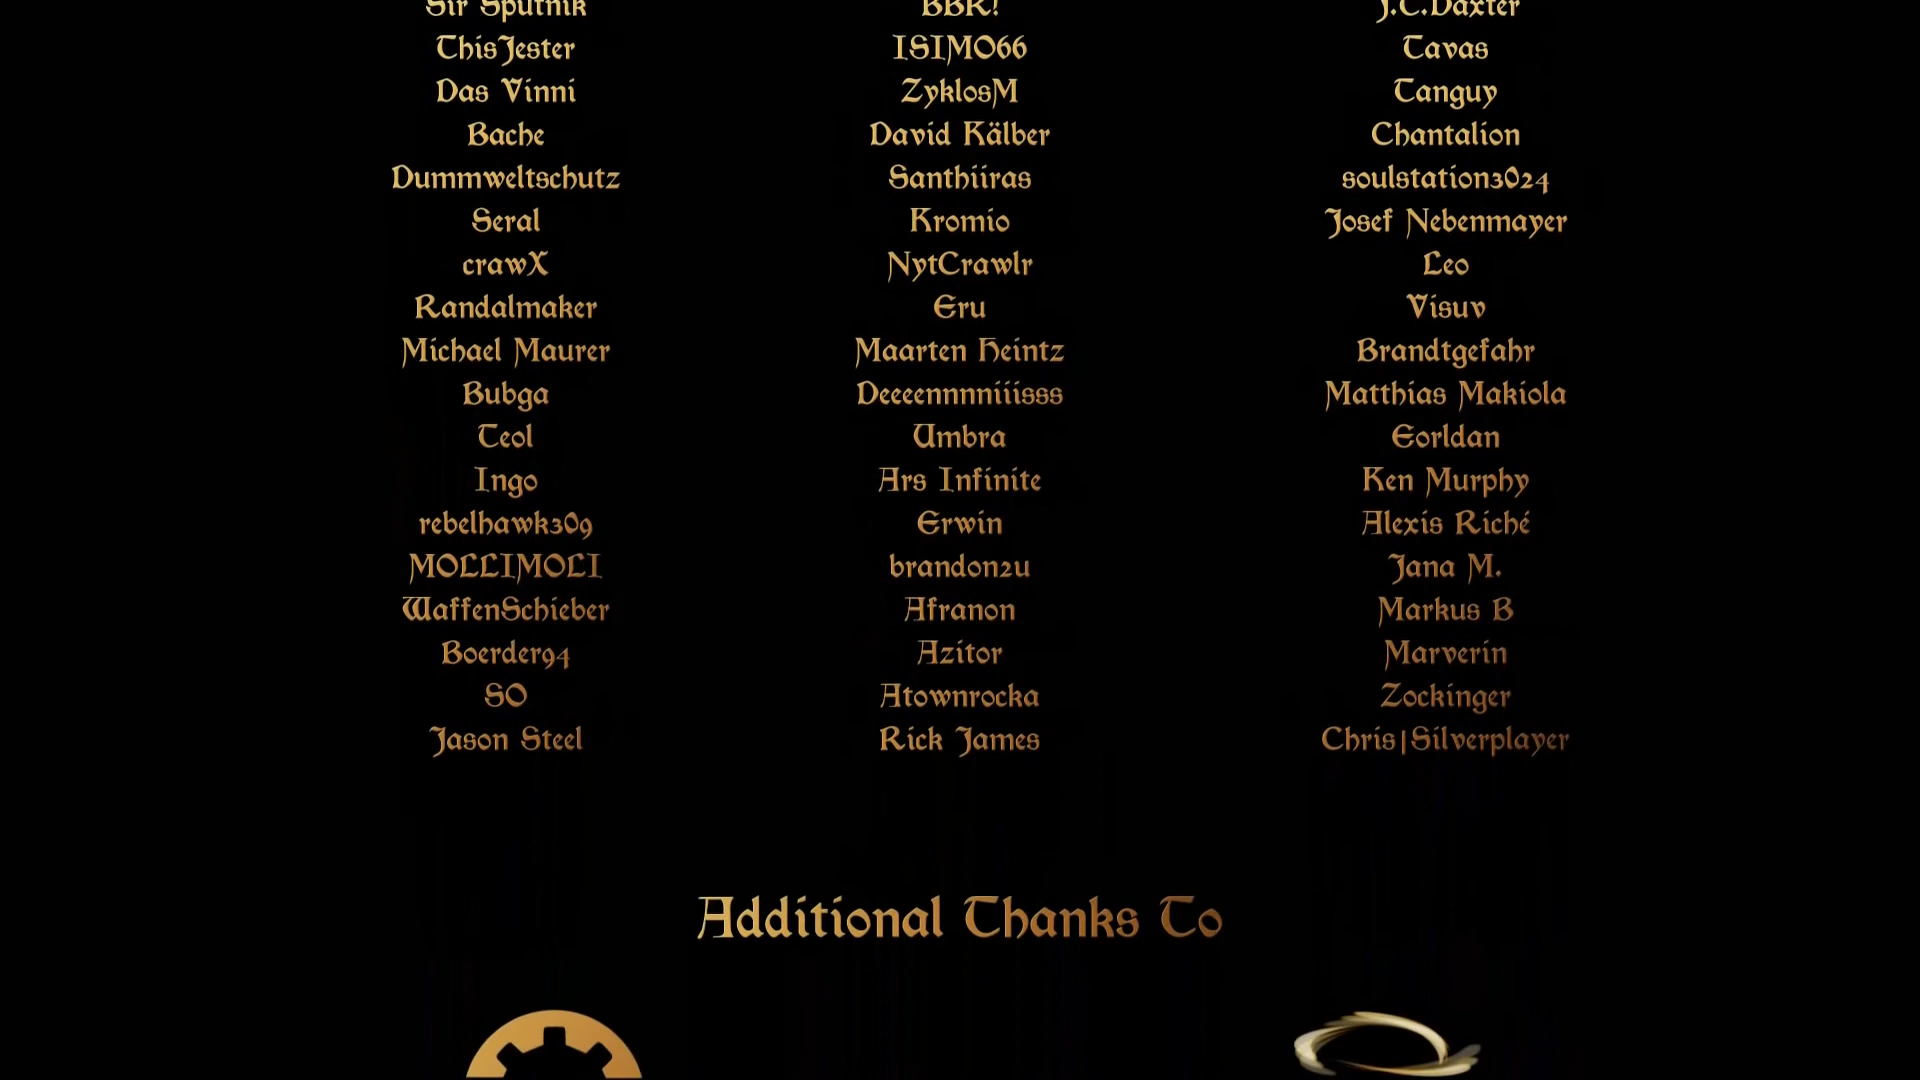 Sir Sputnik BBR! J.C.Daxter
ThisJester ISIMO66 Tavas
Das Vinni ZyklosM Tanguy
Bache David Kälber Chantalion
Dummweltschutz Santhiiras soulstation3024
Seral Kromio Josef Nebenmayer
crawX NytCrawlr Leo
Randalmaker Eru Visuv
Michael Maurer Maarten Heintz Brandtgefahr
Bubga Deeeennnniiisss Matthias Makiola
Teol Umbra Eorldan
Ingo Ars Infinite Ken Murphy
rebelhawk309 Erwin Alexis Riché
MOLLIMOLI brandon2u Jana M.
WaffenSchieber Afranon Markus B
Boerder94 Azitor Marverin
SO Atownrocka Zockinger
Jason Steel Rick James Chris|Silverplayer
Additional Thanks To